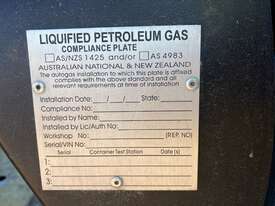 LIQUIFIED PETROLEUM GAS
COMPLIANCE PLATE
AS/NZS 1425 and/or AS 4983
AUSTRALIAN NATIONAL & NEW ZEALAND
The autogas installation to which this plate is affixed
complies with the above standard and all
relevant requirements at time of installation
Installation Date: / / State:
Compliance No.:
Installed by Name:
Installed by Lic/Auth No.:
Workshop No: (REP. NO)
Serial/VIN No.:
Serial Container Test Station Date(s)
1:
2:
3: